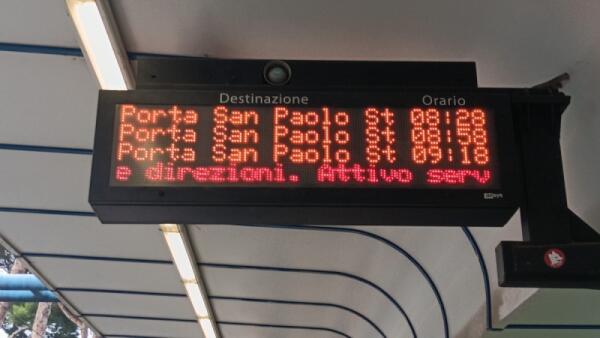 Destinazione Orario
Porta San Paolo St 08:28
Porta San Paolo St 08:58
Porta San Paolo St 09:18
e direzioni. Attivo serv